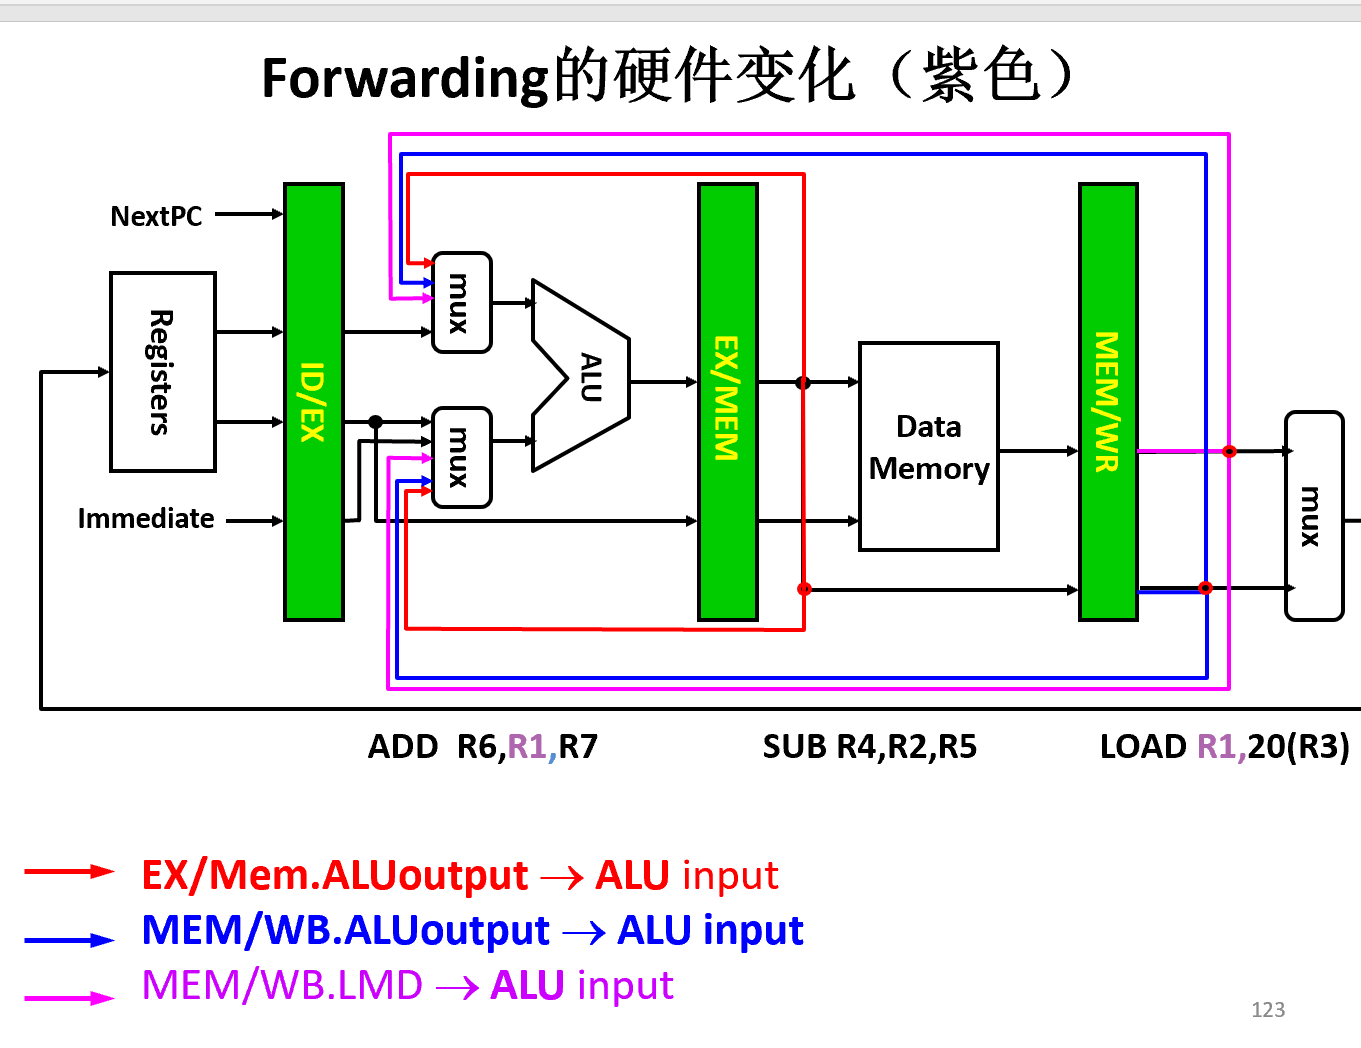 Forwarding的硬件变化（紫色）
NextPC
Registers
Immediate
ID/EX
mux
mux
ALU
EX/MEM
Data
Memory
MEM/WR
mux
ADD R6,R1,R7
SUB R4,R2,R5
LOAD R1,20(R3)
EX/Mem.ALUoutput → ALU input
MEM/WB.ALUoutput → ALU input
MEM/WB.LMD → ALU input
123